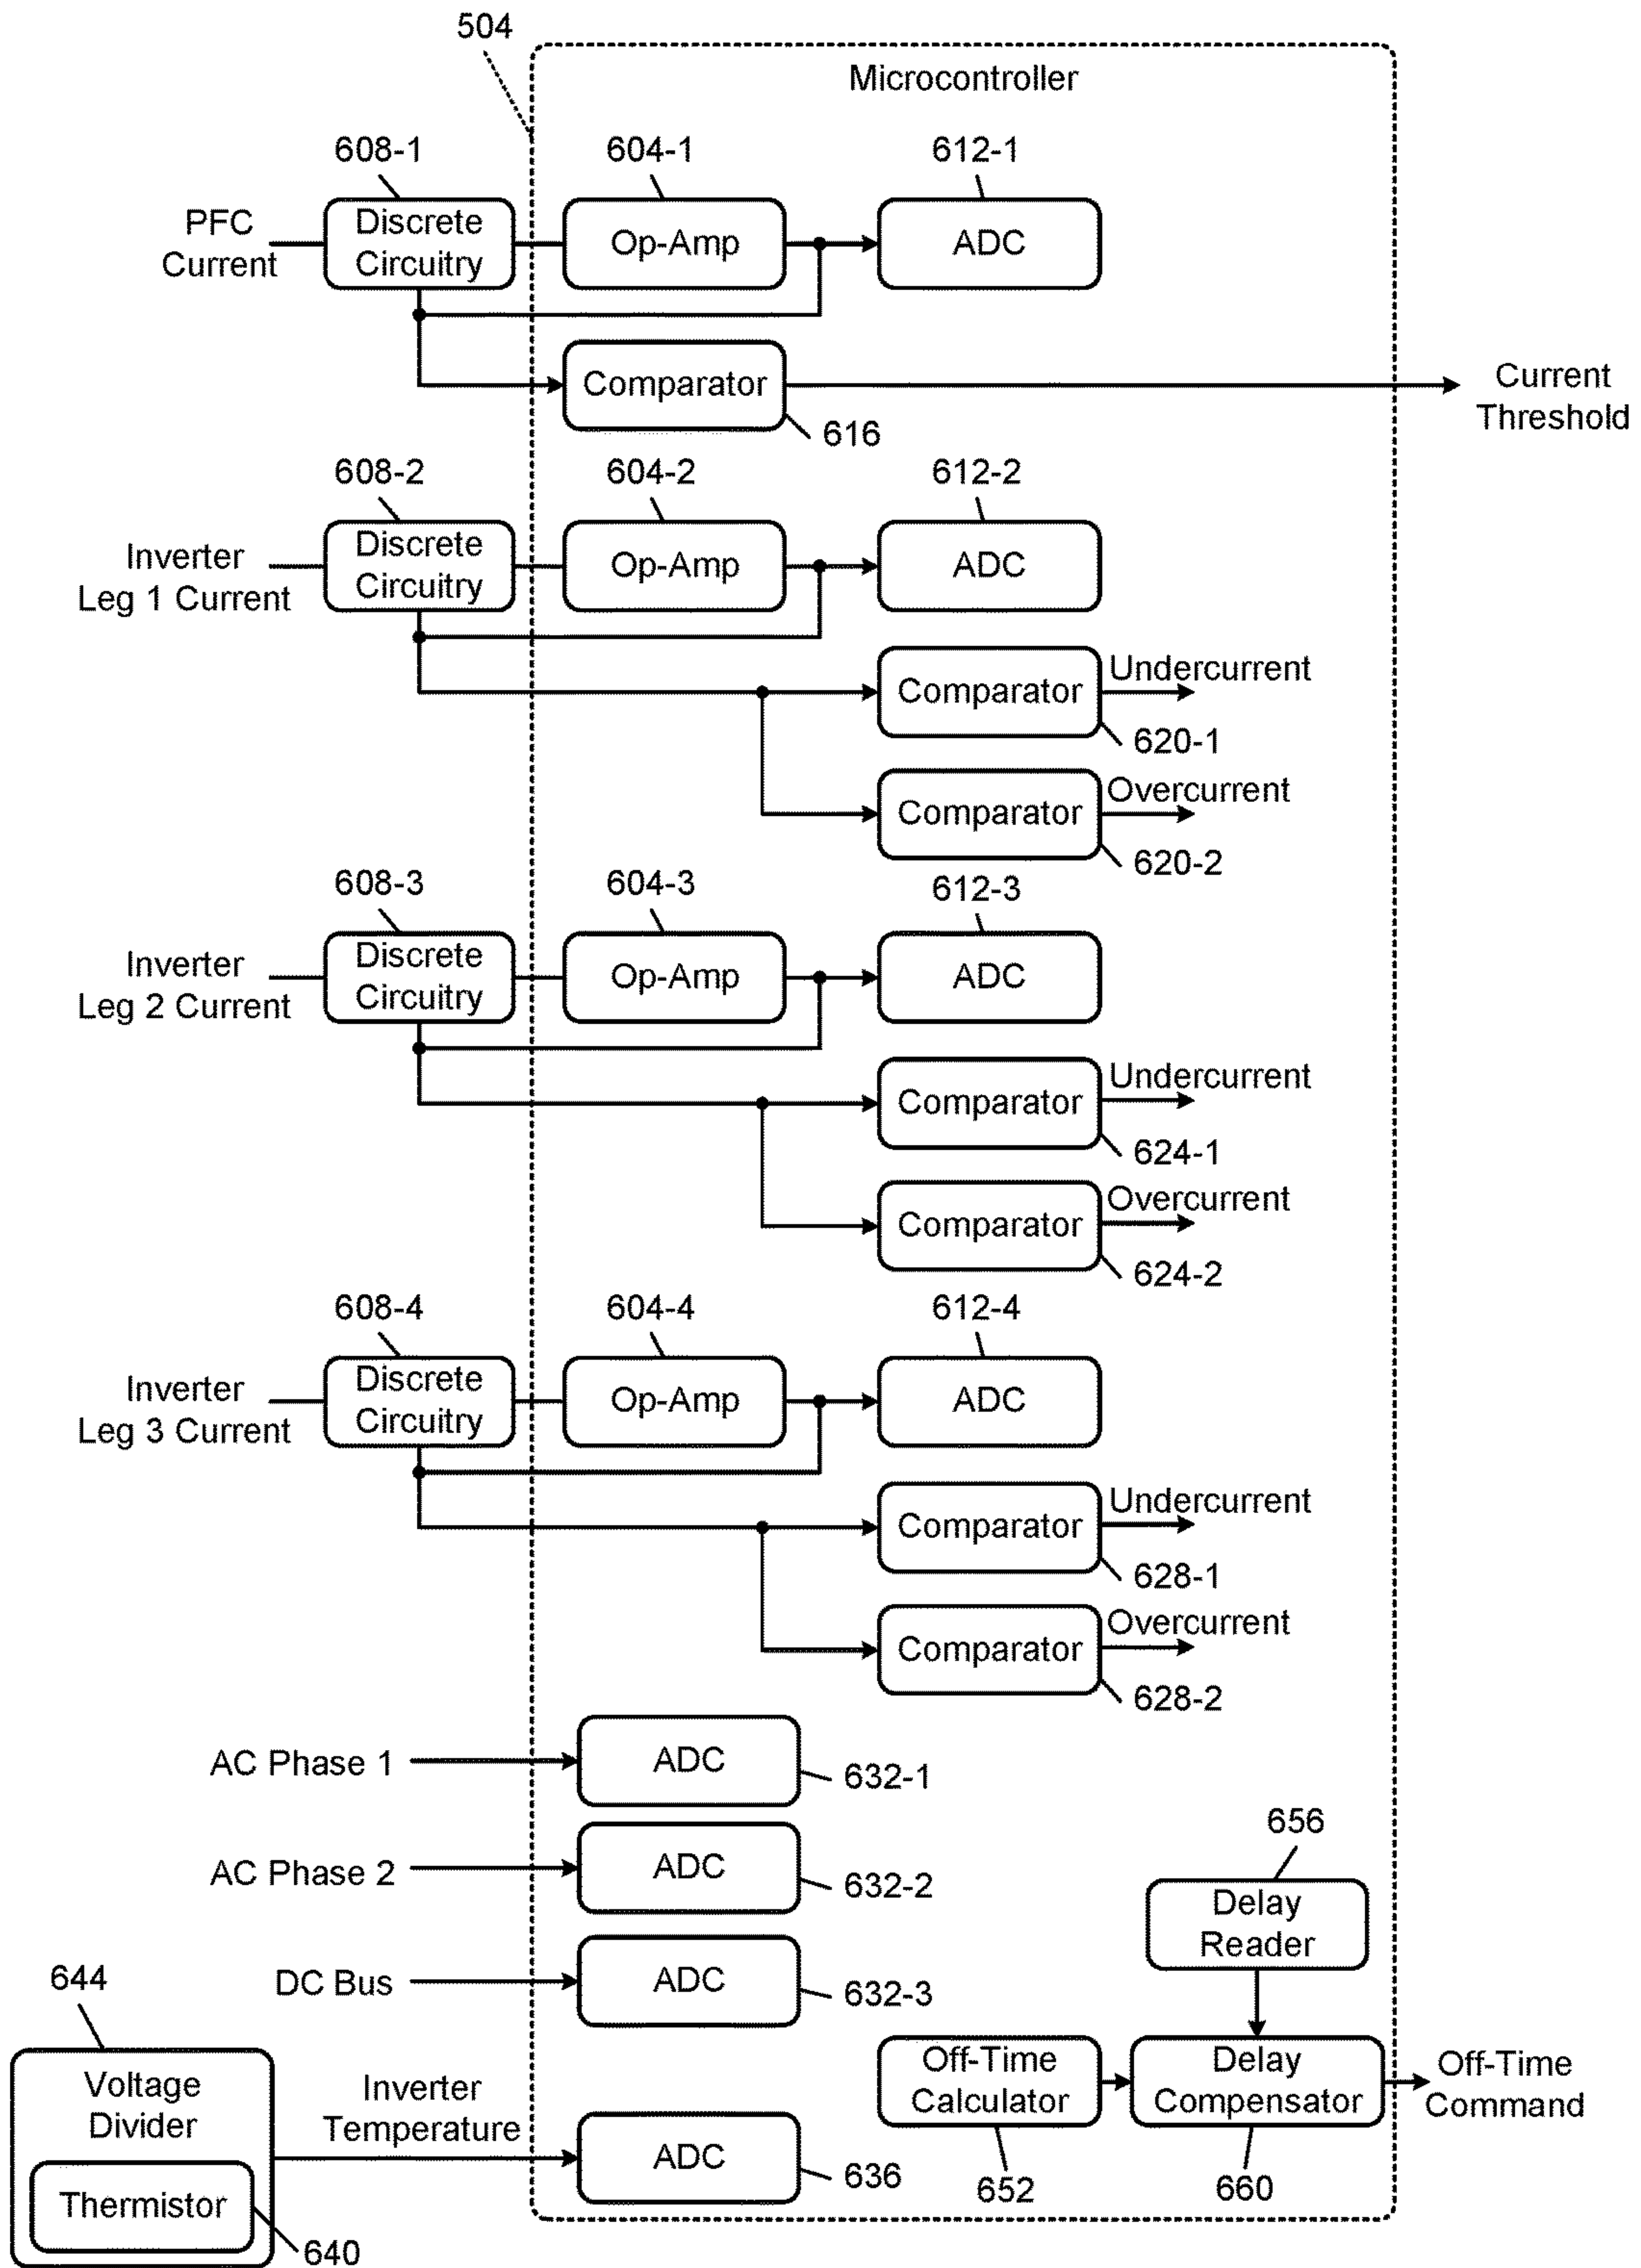 504
Microcontroller
608-1
604-1
612-1
PFC
Current
Discrete
Circuitry
Op-Amp
ADC
Comparator
616
Current
Threshold
608-2
604-2
612-2
Inverter
Leg 1 Current
Discrete
Circuitry
Op-Amp
ADC
Comparator
Undercurrent
620-1
Comparator
Overcurrent
620-2
608-3
604-3
612-3
Inverter
Leg 2 Current
Discrete
Circuitry
Op-Amp
ADC
Comparator
Undercurrent
624-1
Comparator
Overcurrent
624-2
608-4
604-4
612-4
Inverter
Leg 3 Current
Discrete
Circuitry
Op-Amp
ADC
Comparator
Undercurrent
628-1
Comparator
Overcurrent
628-2
AC Phase 1
ADC
632-1
AC Phase 2
ADC
632-2
656
Delay
Reader
DC Bus
ADC
632-3
644
Voltage
Divider
Thermistor
640
Inverter
Temperature
ADC
636
Off-Time
Calculator
652
Delay
Compensator
660
Off-Time
Command